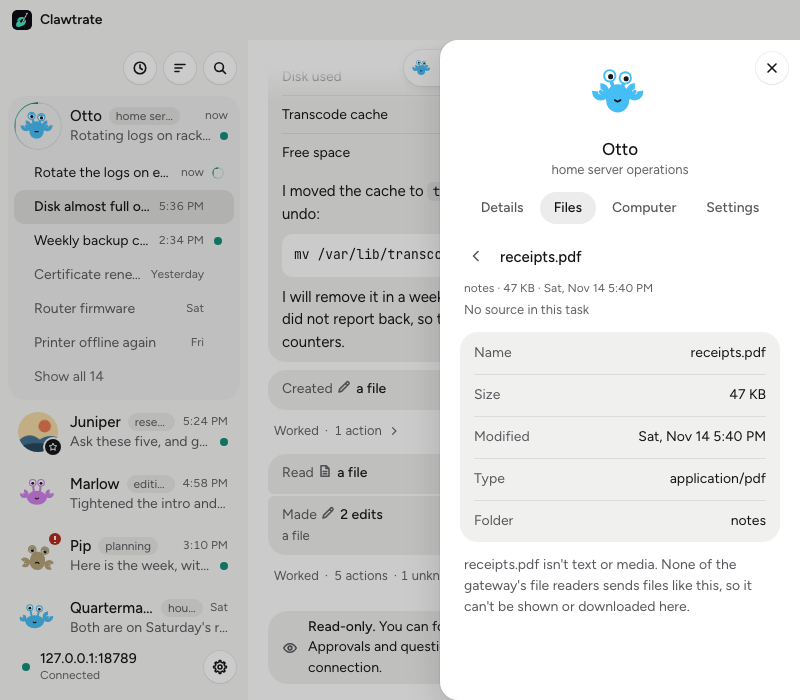 Clawtrate
Otto home ser... now
Rotating logs on rack...
Rotate the logs on e... now
Disk almost full o... 5:36 PM
Weekly backup c... 2:34 PM
Certificate rene... Yesterday
Router firmware Sat
Printer offline again Fri
Show all 14
Juniper rese... 5:24 PM
Ask these five, and g...
Marlow editi... 4:58 PM
Tightened the intro and...
Pip planning 3:10 PM
Here is the week, wit...
Quarterma... hou... Sat
Both are on Saturday's r...
127.0.0.1:18789
Connected
Disk used
Transcode cache
Free space
I moved the cache to
undo:
mv /var/lib/transco
I will remove it in a week
did not report back, so t
counters.
Created a file
Worked · 1 action
Read a file
Made 2 edits
a file
Worked · 5 actions · 1 unkn
Read-only. You can fo
Approvals and questi
connection.
Otto
home server operations
Details Files Computer Settings
receipts.pdf
notes · 47 KB · Sat, Nov 14 5:40 PM
No source in this task
Name receipts.pdf
Size 47 KB
Modified Sat, Nov 14 5:40 PM
Type application/pdf
Folder notes
receipts.pdf isn't text or media. None of the
gateway's file readers sends files like this, so it
can't be shown or downloaded here.